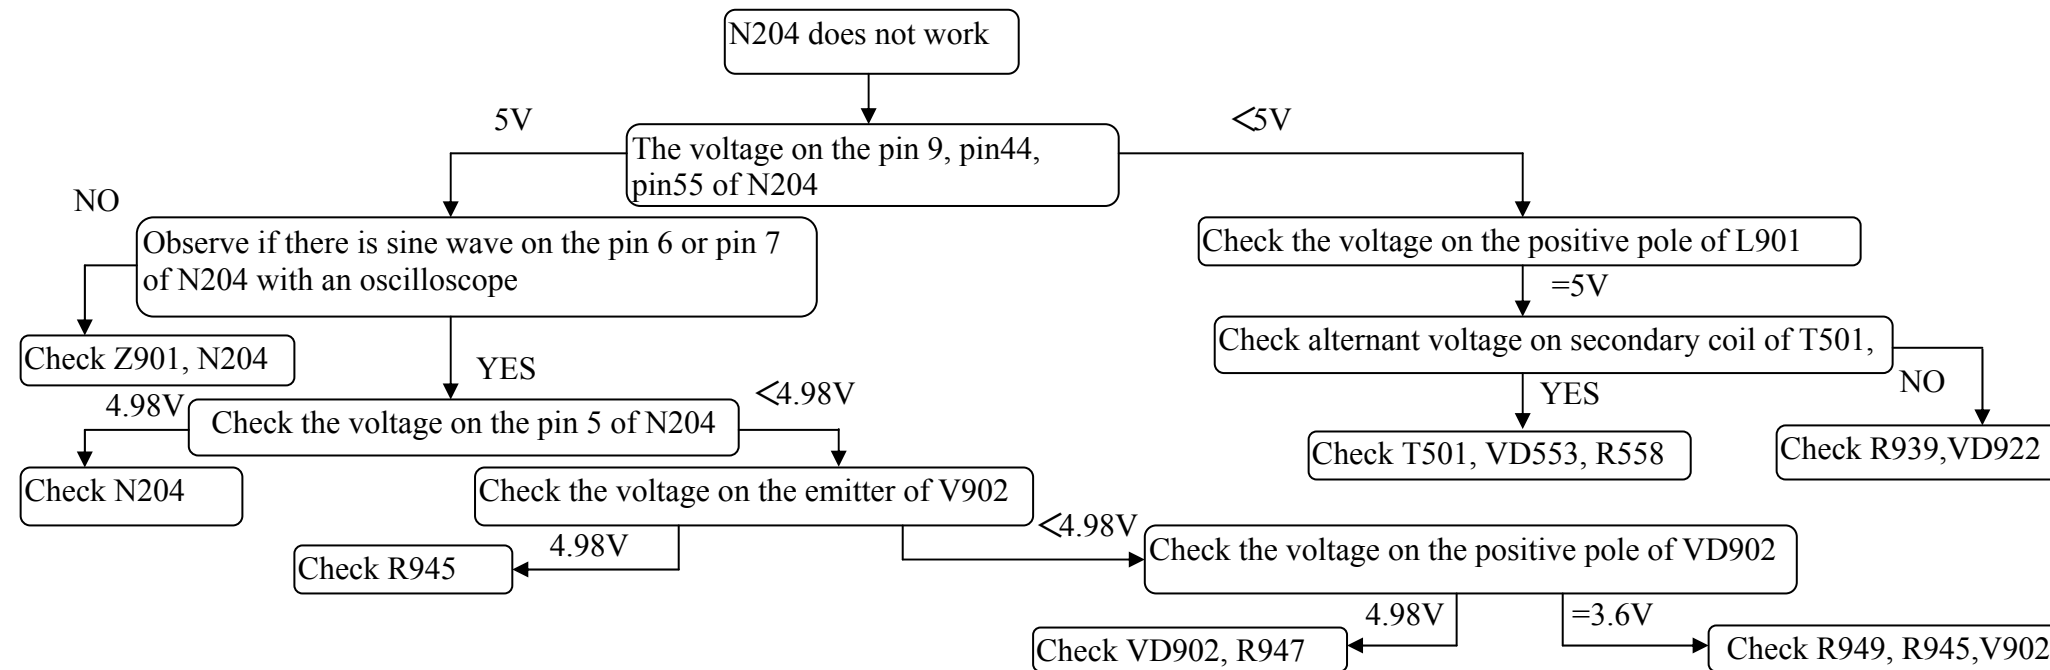 N204 does not work
5V
<5V
The voltage on the pin 9, pin44,
pin55 of N204
NO
Observe if there is sine wave on the pin 6 or pin 7
of N204 with an oscilloscope
Check the voltage on the positive pole of L901
=5V
Check Z901, N204
YES
Check alternant voltage on secondary coil of T501,
YES
NO
4.98V
<4.98V
Check the voltage on the pin 5 of N204
Check T501, VD553, R558
Check R939,VD922
Check N204
Check the voltage on the emitter of V902
4.98V
<4.98V
Check R945
Check the voltage on the positive pole of VD902
4.98V
=3.6V
Check VD902, R947
Check R949, R945,V902